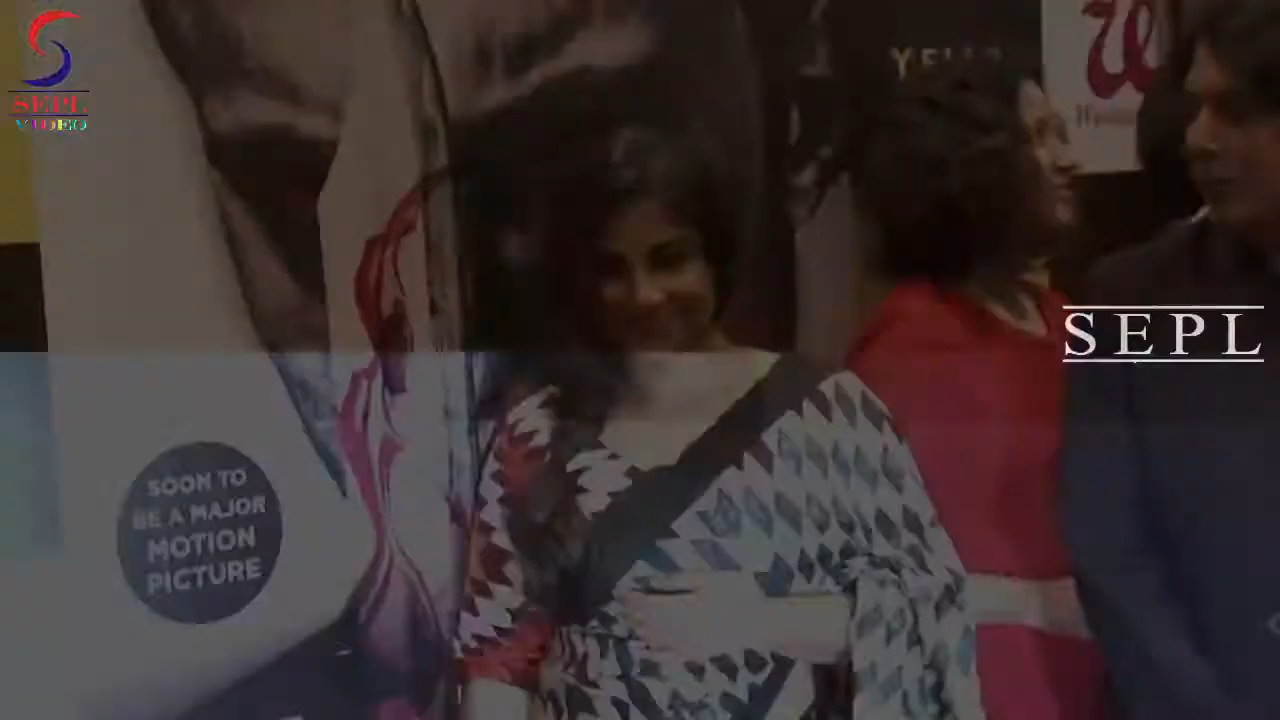 SEPL
VIDEO
SEPL
SOON TO
BE A MAJOR
MOTION
PICTURE